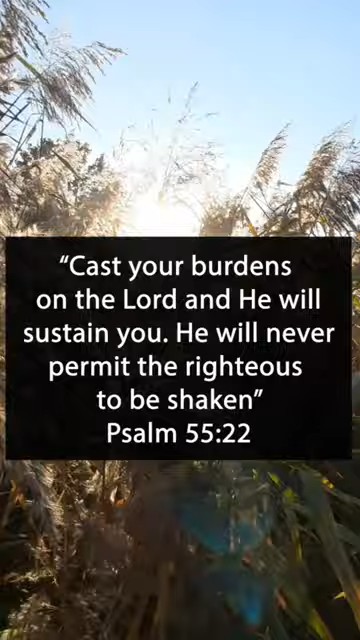 “Cast your burdens
on the Lord and He will
sustain you. He will never
permit the righteous
to be shaken”
Psalm 55:22